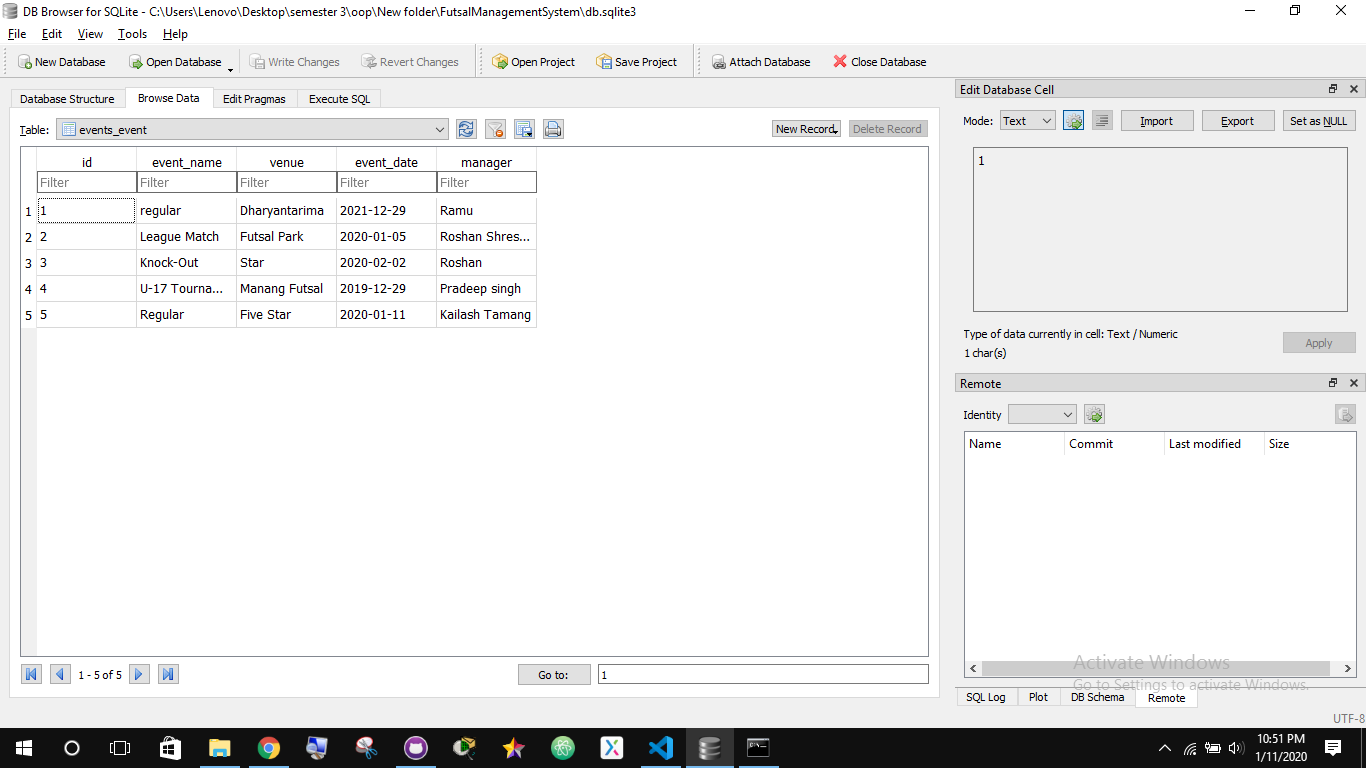 DB Browser for SQLite - C:\Users\Lenovo\Desktop\semester 3\oop\New folder\FutsalManagementSystem\db.sqlite3
File Edit View Tools Help
New Database Open Database Write Changes Revert Changes Open Project Save Project Attach Database Close Database
Database Structure Browse Data Edit Pragmas Execute SQL
Table: events_event New Record Delete Record
id event_name venue event_date manager
Filter Filter Filter Filter Filter
1 1 regular Dharyantarima 2021-12-29 Ramu
2 2 League Match Futsal Park 2020-01-05 Roshan Shres...
3 3 Knock-Out Star 2020-02-02 Roshan
4 4 U-17 Tourna... Manang Futsal 2019-12-29 Pradeep singh
5 5 Regular Five Star 2020-01-11 Kailash Tamang
1 - 5 of 5 Go to: 1
Edit Database Cell
Mode: Text Import Export Set as NULL
1
Type of data currently in cell: Text / Numeric
1 char(s)
Apply
Remote
Identity
Name Commit Last modified Size
Activate Windows
Go to Settings to activate Windows.
SQL Log Plot DB Schema Remote
UTF-8
10:51 PM
1/11/2020